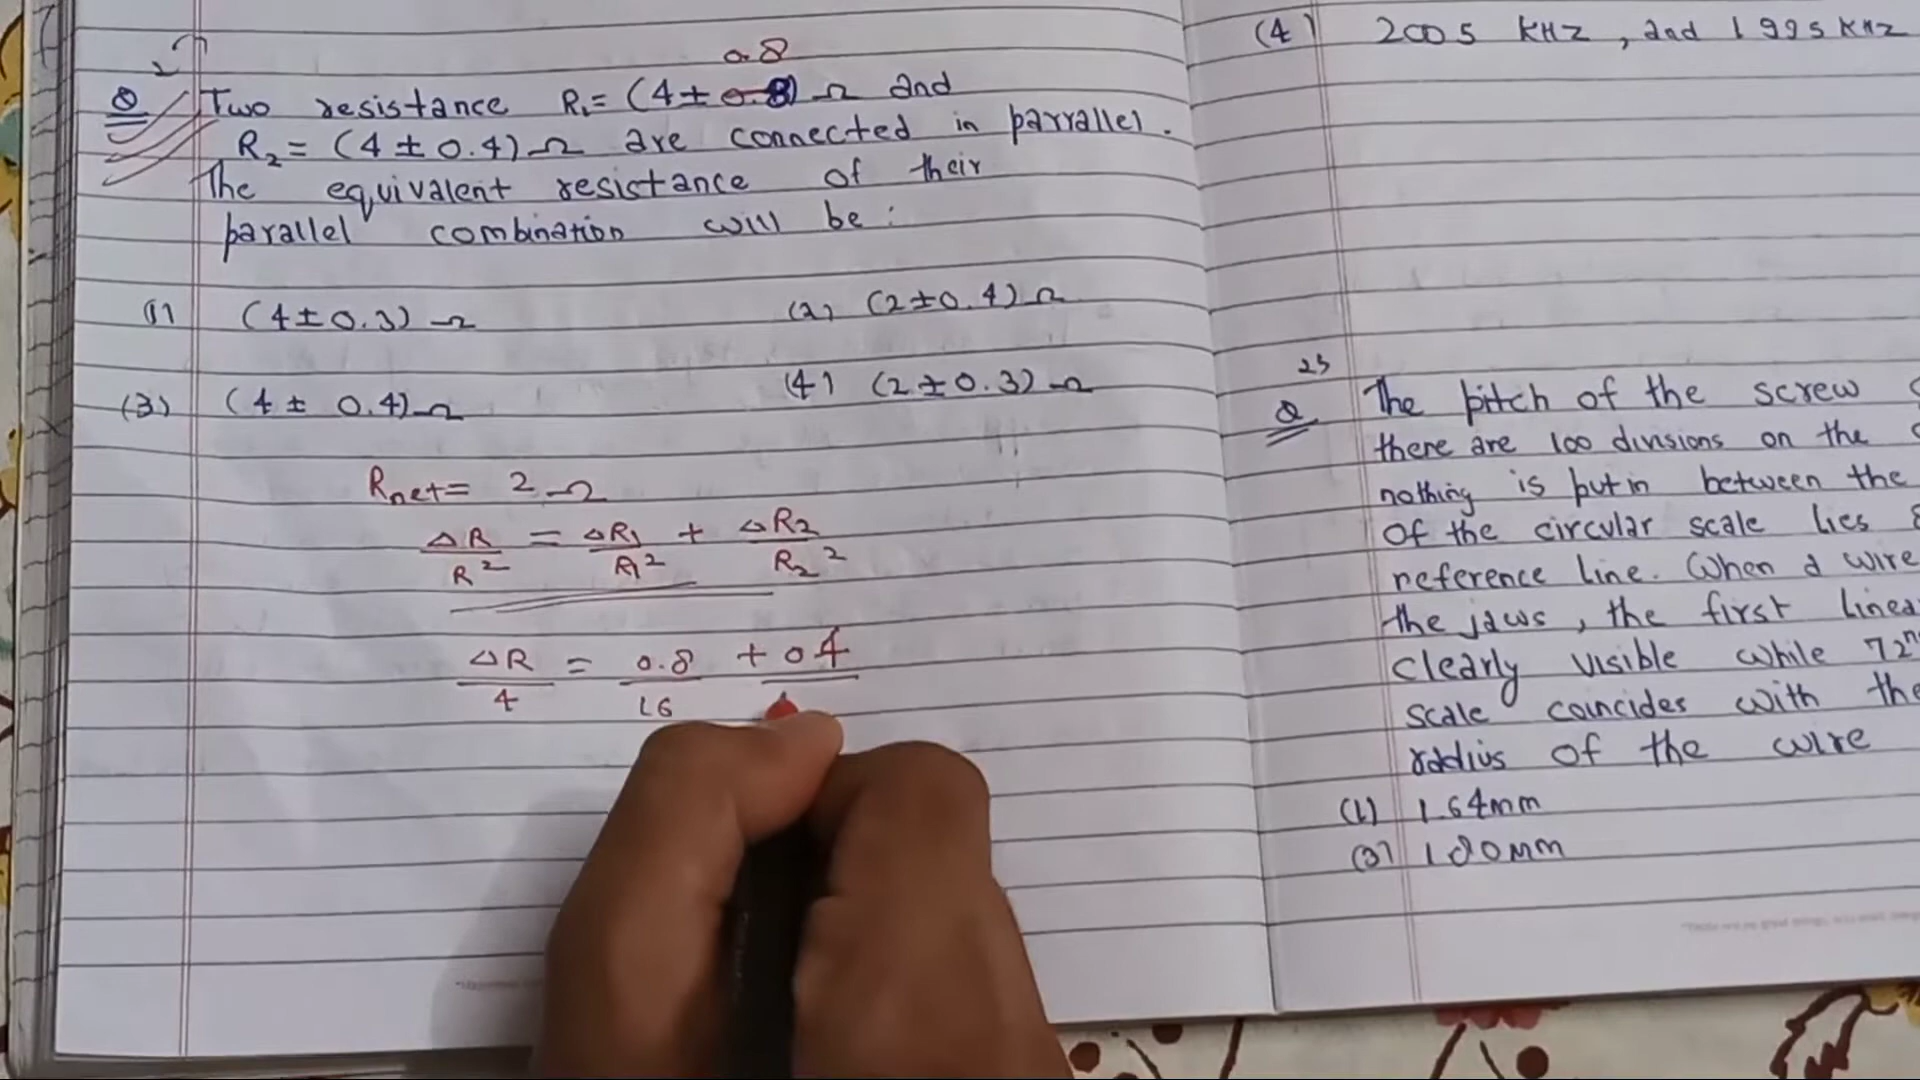 0.8
Q Two resistance R₁= (4± 0.8) Ω and
R₂= (4 ± 0.4) Ω are connected in parrallel.
The equivalent resistance of their
parallel combination will be:
(1) (4±0.3) Ω
(2) (2±0.4) Ω
(3) (4 ± 0.4) Ω
(4) (2±0.3) Ω
Rnet= 2 Ω
ΔR/R² = ΔR₁/R₁² + ΔR₂/R₂²
ΔR/4 = 0.8/16 + 0.4
(4) 2005 KHZ, and 1995 KHZ
25
Q The pitch of the screw
there are 100 divisions on the
nothing is put in between the
of the circular scale lies
reference line. When a wire
the jaws, the first linea
clearly visible while 72ⁿ
scale coincides with the
radius of the wire
(1) 1.64mm
(3) 1.80mm